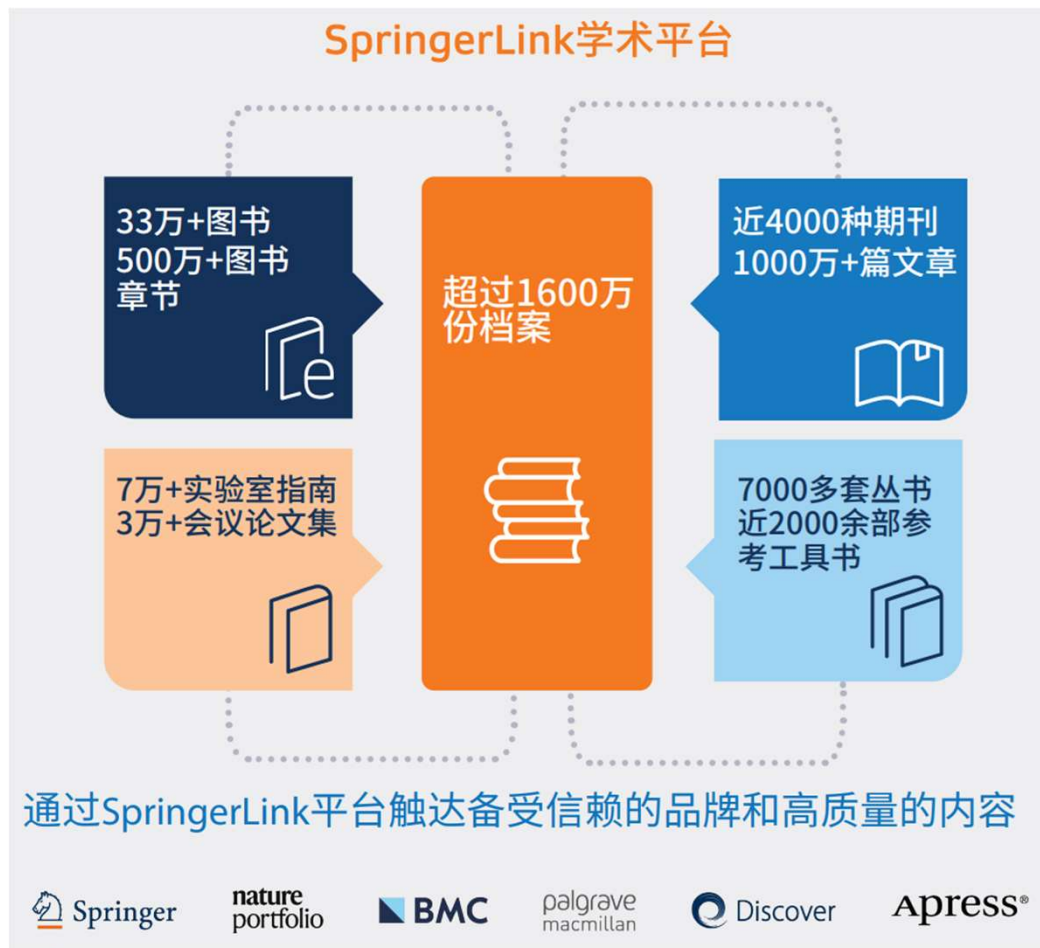 SpringerLink学术平台
33万+图书
500万+图书
章节
超过1600万
份档案
近4000种期刊
1000万+篇文章
7万+实验室指南
3万+会议论文集
7000多套丛书
近2000余部参
考工具书
通过SpringerLink平台触达备受信赖的品牌和高质量的内容
Springer
nature
portfolio
BMC
palgrave
macmillan
Discover
Apress®